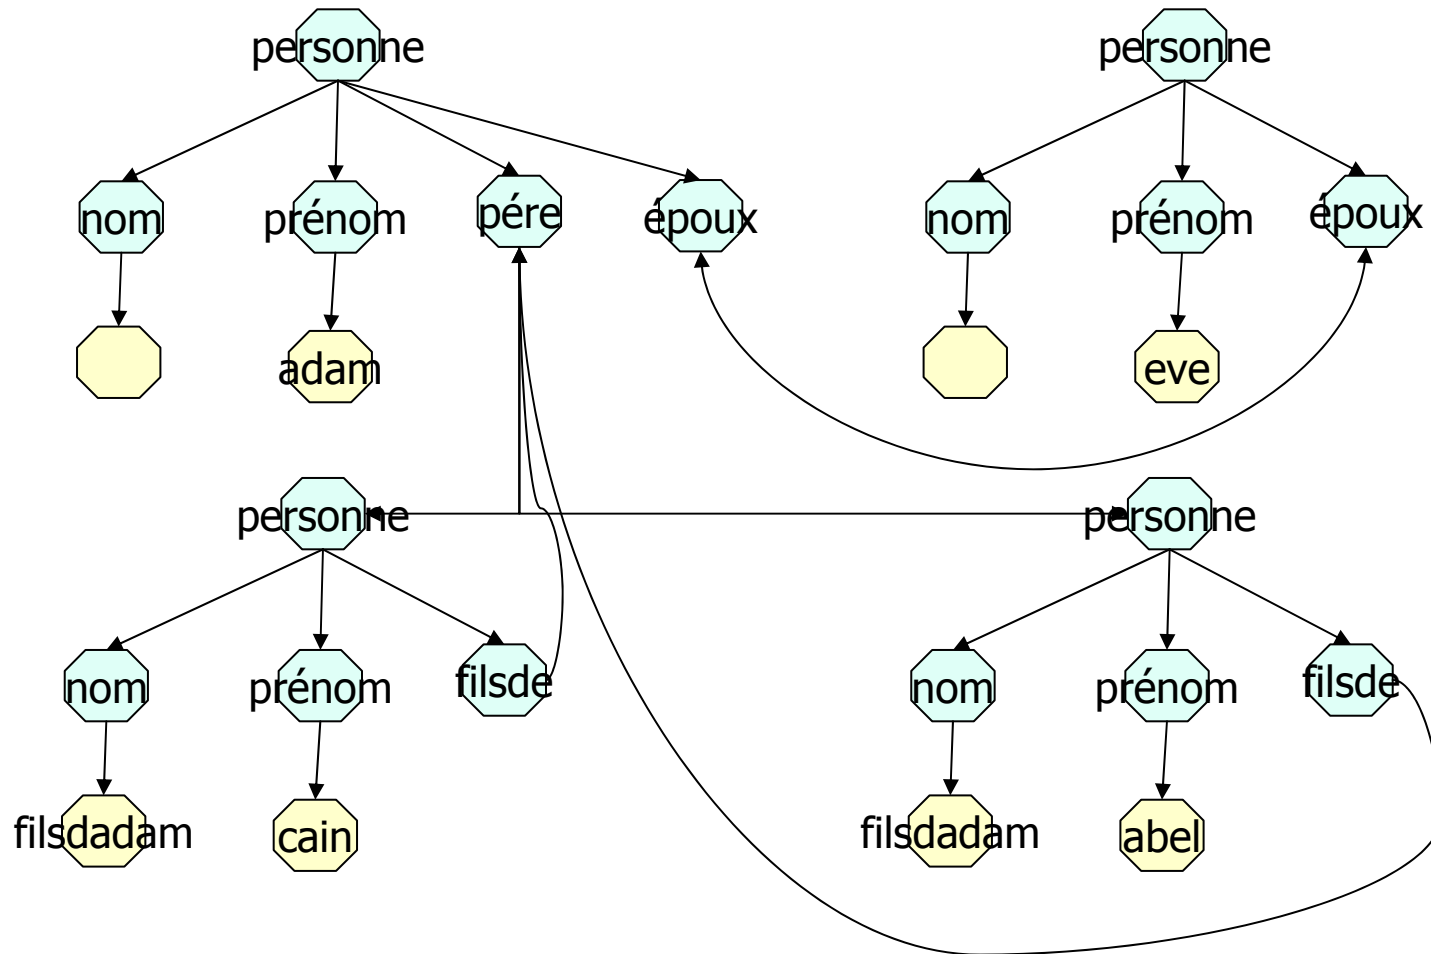 personne
personne
nom
prénom
pére
époux
nom
prénom
époux
adam
eve
personne
personne
nom
prénom
filsde
nom
prénom
filsde
filsdadam
cain
filsdadam
abel